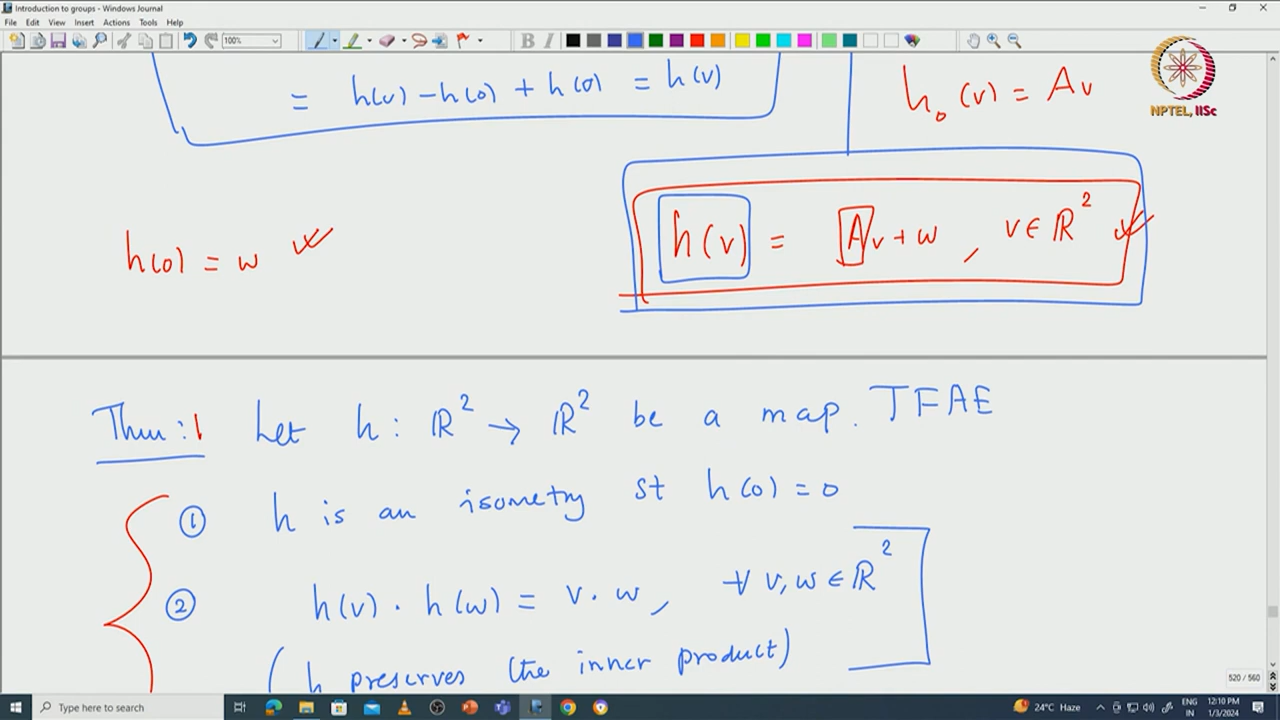 Introduction to groups - Windows Journal
File Edit View Insert Actions Tools Help
100%
B I
NPTEL, IISc
= h(v) - h(0) + h(0) = h(v)
h₀(v) = Av
h(0) = w
h(v) = Av + w , v ∈ ℝ²
Thm : 1 Let h : ℝ² → ℝ² be a map. TFAE
① h is an isometry st h(0) = 0
② h(v) . h(w) = v . w , ∀ v, w ∈ ℝ²
( h preserves the inner product)
520 / 560
Type here to search
24°C Haze
ENG
IN
12:10 PM
1/3/2024